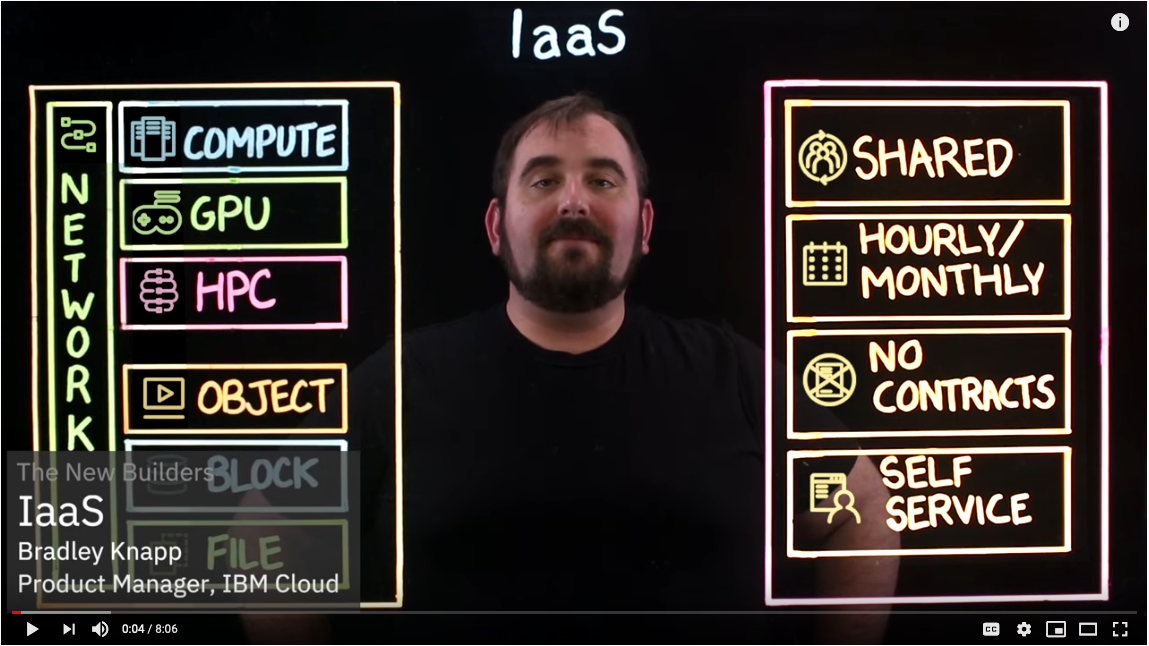 IaaS
NETWORK
COMPUTE
GPU
HPC
OBJECT
BLOCK
FILE
SHARED
HOURLY/
MONTHLY
NO
CONTRACTS
SELF
SERVICE
The New Builders
IaaS
Bradley Knapp
Product Manager, IBM Cloud
0:04 / 8:06
CC